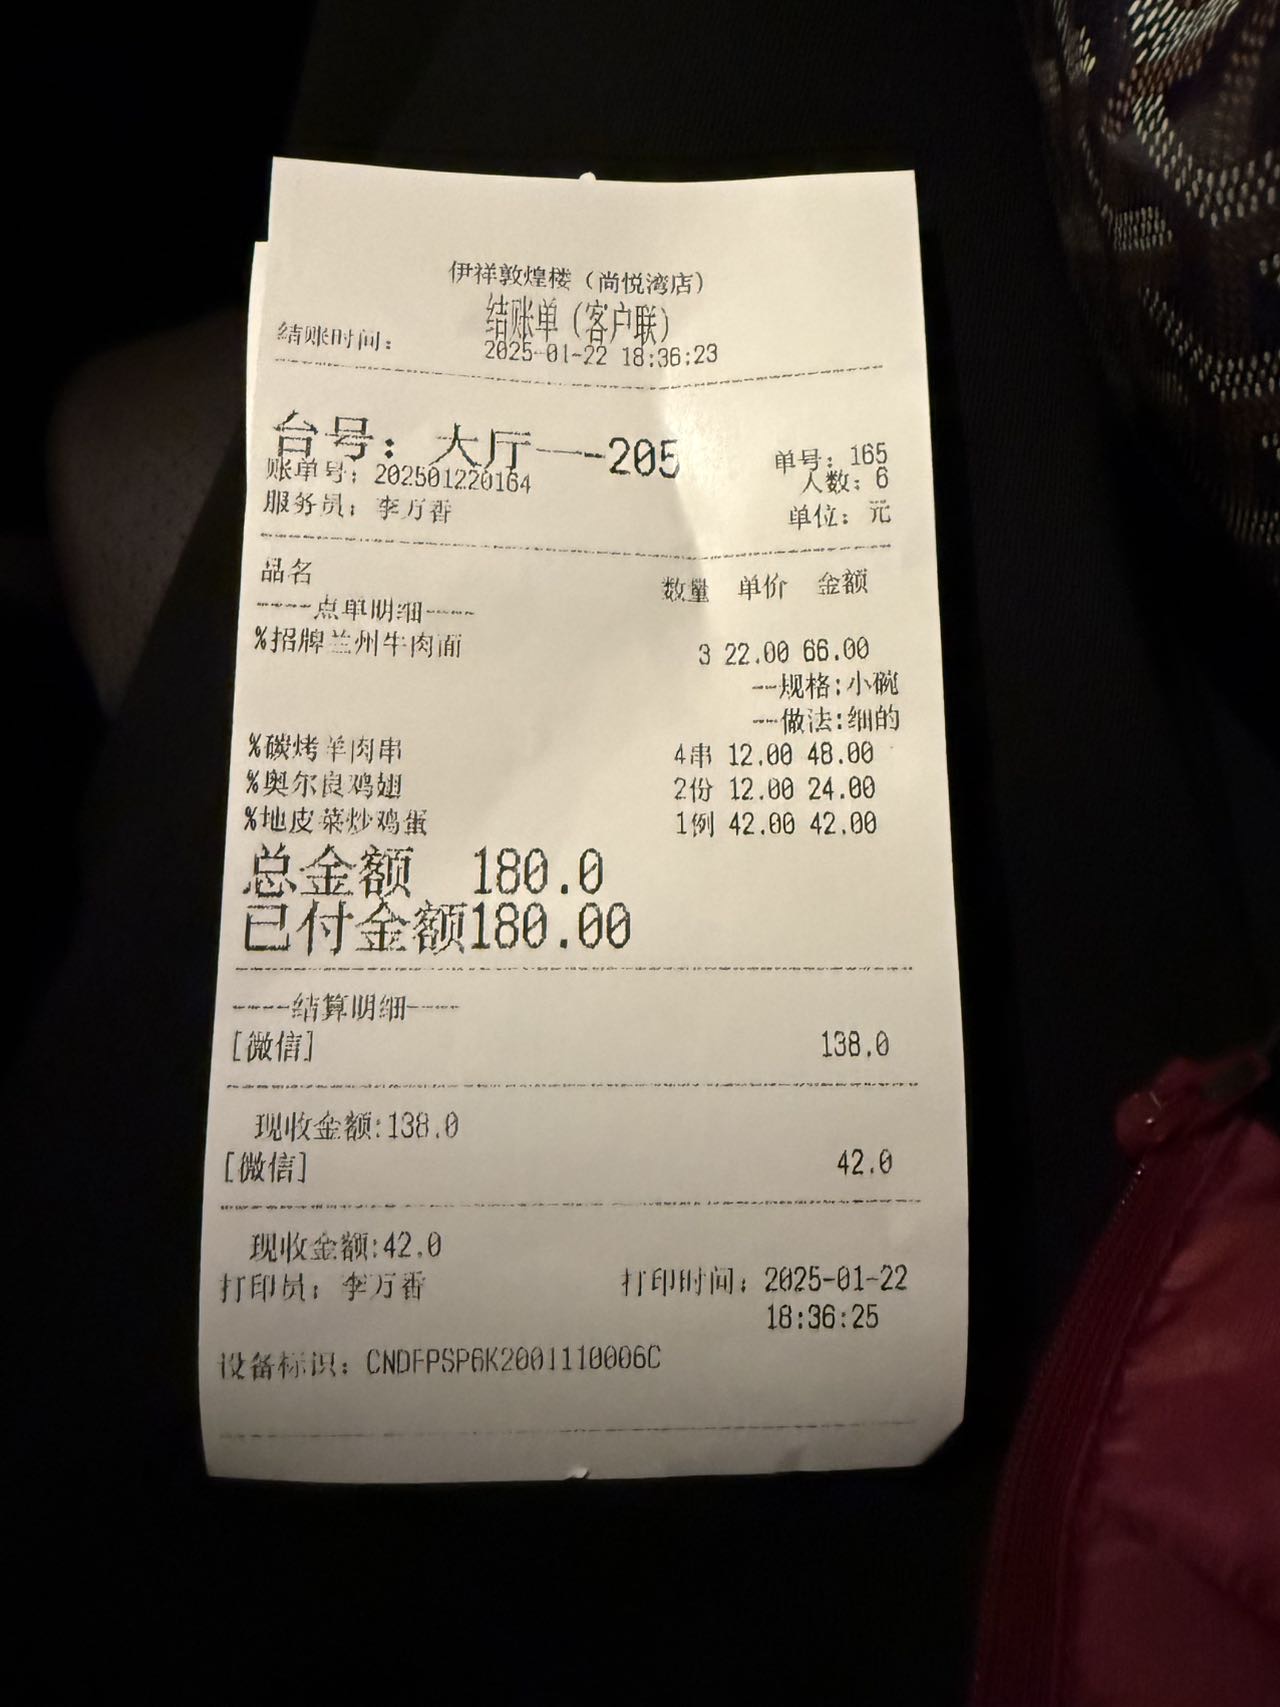 伊祥敦煌楼（尚悦湾店）
结账单（客户联）
结账时间： 2025-01-22 18:36:23
台号：大厅一--205 单号：165
账单号：202501220164 人数：6
服务员：李万香 单位：元
品名 数量 单价 金额
----点单明细----
%招牌兰州牛肉面 3 22.00 66.00
--规格:小碗
--做法:细的
%碳烤羊肉串 4串 12.00 48.00
%奥尔良鸡翅 2份 12.00 24.00
%地皮菜炒鸡蛋 1例 42.00 42.00
总金额 180.0
已付金额180.00
----结算明细----
[微信] 138.0
现收金额:138.0
[微信] 42.0
现收金额:42.0
打印员：李万香 打印时间：2025-01-22
18:36:25
设备标识：CNDFPSP6K2001110006C